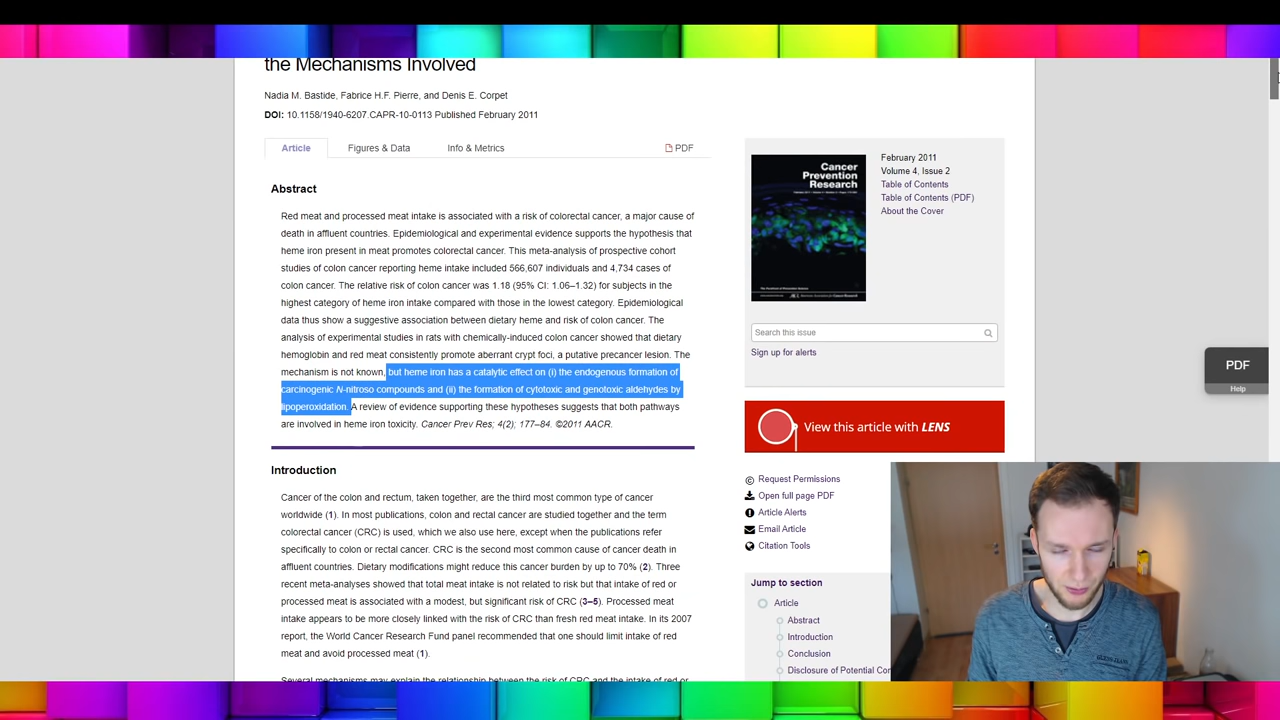 the Mechanisms Involved
Nadia M. Bastide, Fabrice H.F. Pierre, and Denis E. Corpet
DOI: 10.1158/1940-6207.CAPR-10-0113 Published February 2011
Article
Figures & Data
Info & Metrics
PDF
Abstract
Red meat and processed meat intake is associated with a risk of colorectal cancer, a major cause of
death in affluent countries. Epidemiological and experimental evidence supports the hypothesis that
heme iron present in meat promotes colorectal cancer. This meta-analysis of prospective cohort
studies of colon cancer reporting heme intake included 566,607 individuals and 4,734 cases of
colon cancer. The relative risk of colon cancer was 1.18 (95% CI: 1.06–1.32) for subjects in the
highest category of heme iron intake compared with those in the lowest category. Epidemiological
data thus show a suggestive association between dietary heme and risk of colon cancer. The
analysis of experimental studies in rats with chemically-induced colon cancer showed that dietary
hemoglobin and red meat consistently promote aberrant crypt foci, a putative precancer lesion. The
mechanism is not known, but heme iron has a catalytic effect on (i) the endogenous formation of
carcinogenic N-nitroso compounds and (ii) the formation of cytotoxic and genotoxic aldehydes by
lipoperoxidation. A review of evidence supporting these hypotheses suggests that both pathways
are involved in heme iron toxicity. Cancer Prev Res; 4(2); 177–84. ©2011 AACR.
Introduction
Cancer of the colon and rectum, taken together, are the third most common type of cancer
worldwide (1). In most publications, colon and rectal cancer are studied together and the term
colorectal cancer (CRC) is used, which we also use here, except when the publications refer
specifically to colon or rectal cancer. CRC is the second most common cause of cancer death in
affluent countries. Dietary modifications might reduce this cancer burden by up to 70% (2). Three
recent meta-analyses showed that total meat intake is not related to risk but that intake of red or
processed meat is associated with a modest, but significant risk of CRC (3–5). Processed meat
intake appears to be more closely linked with the risk of CRC than fresh red meat intake. In its 2007
report, the World Cancer Research Fund panel recommended that one should limit intake of red
meat and avoid processed meat (1).
Several mechanisms may explain the relationship between the risk of CRC and the intake of red or
Cancer
Prevention
Research
February 2011
Volume 4, Issue 2
Table of Contents
Table of Contents (PDF)
About the Cover
Search this issue
Sign up for alerts
View this article with LENS
Request Permissions
Open full page PDF
Article Alerts
Email Article
Citation Tools
Jump to section
Article
Abstract
Introduction
Conclusion
Disclosure of Potential Con
PDF
Help